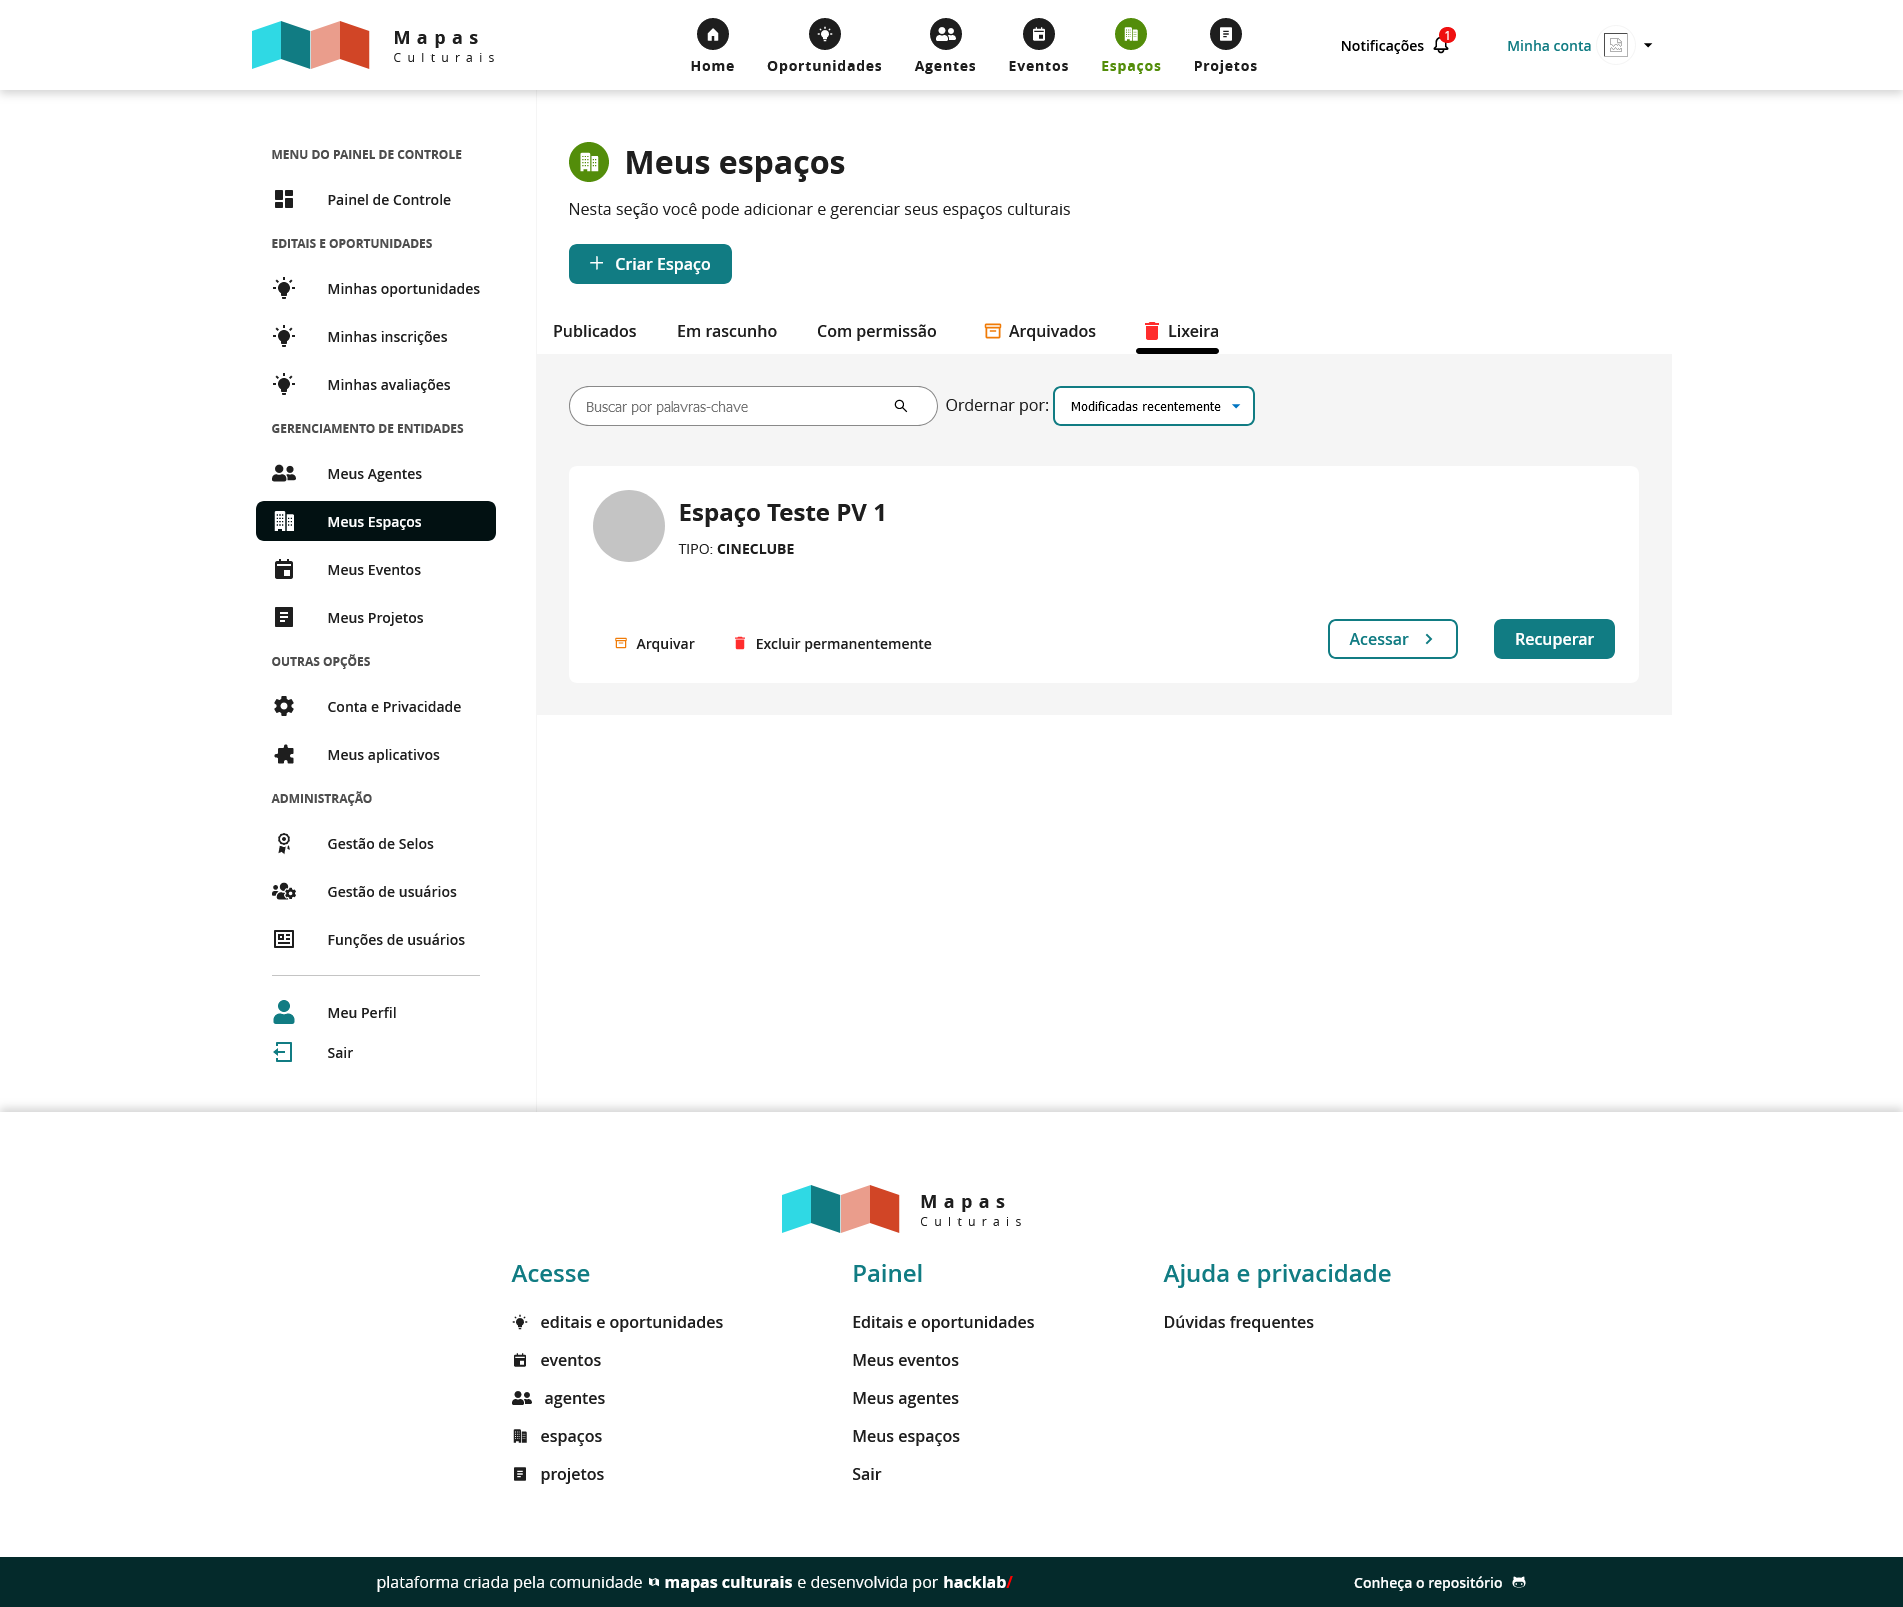 Mapas
Culturais
Home
Oportunidades
Agentes
Eventos
Espaços
Projetos
Notificações
1
Minha conta
MENU DO PAINEL DE CONTROLE
Painel de Controle
EDITAIS E OPORTUNIDADES
Minhas oportunidades
Minhas inscrições
Minhas avaliações
GERENCIAMENTO DE ENTIDADES
Meus Agentes
Meus Espaços
Meus Eventos
Meus Projetos
OUTRAS OPÇÕES
Conta e Privacidade
Meus aplicativos
ADMINISTRAÇÃO
Gestão de Selos
Gestão de usuários
Funções de usuários
Meu Perfil
Sair
Meus espaços
Nesta seção você pode adicionar e gerenciar seus espaços culturais
Criar Espaço
Publicados
Em rascunho
Com permissão
Arquivados
Lixeira
Buscar por palavras-chave
Ordernar por:
Modificadas recentemente
Espaço Teste PV 1
TIPO: CINECLUBE
Arquivar
Excluir permanentemente
Acessar
Recuperar
Mapas
Culturais
Acesse
editais e oportunidades
eventos
agentes
espaços
projetos
Painel
Editais e oportunidades
Meus eventos
Meus agentes
Meus espaços
Sair
Ajuda e privacidade
Dúvidas frequentes
plataforma criada pela comunidade mapas culturais e desenvolvida por hacklab/
Conheça o repositório